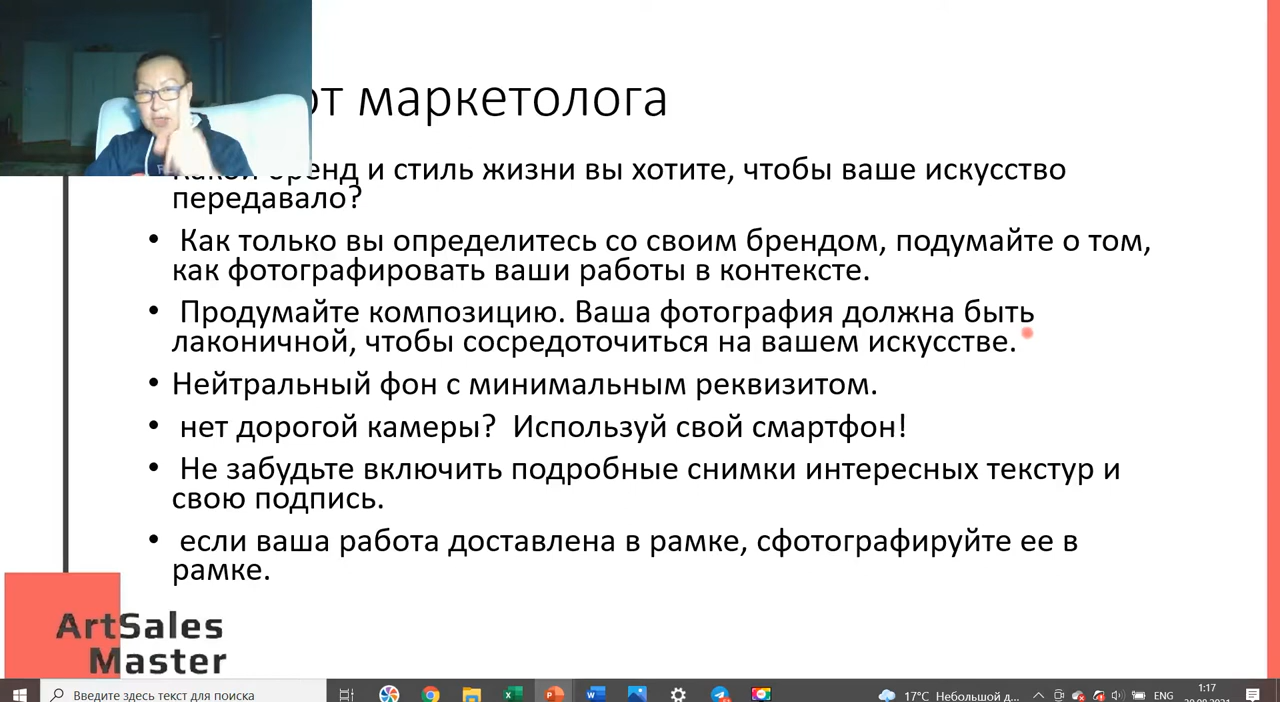 от маркетолога
бренд и стиль жизни вы хотите, чтобы ваше искусство
передавало?
• Как только вы определитесь со своим брендом, подумайте о том,
как фотографировать ваши работы в контексте.
• Продумайте композицию. Ваша фотография должна быть
лаконичной, чтобы сосредоточиться на вашем искусстве.
• Нейтральный фон с минимальным реквизитом.
• нет дорогой камеры? Используй свой смартфон!
• Не забудьте включить подробные снимки интересных текстур и
свою подпись.
• если ваша работа доставлена в рамке, сфотографируйте ее в
рамке.
ArtSales
Master
Введите здесь текст для поиска
17°C Небольшой д...
ENG
1:17